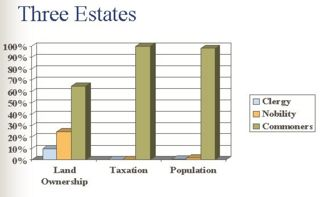 Three Estates
100%
90%
80%
70%
60%
50%
40%
30%
20%
10%
0%
Land Ownership
Taxation
Population
Clergy
Nobility
Commoners